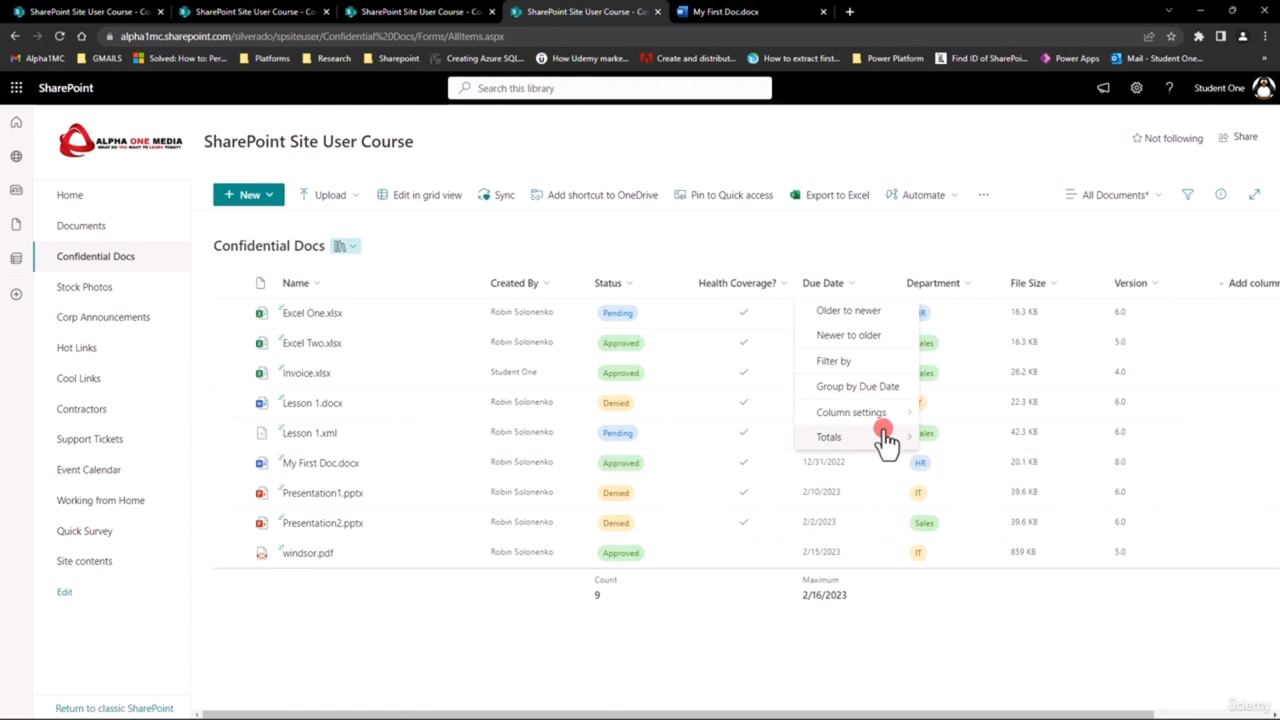 SharePoint User Course - Co
SharePoint Site User Course - Co
SharePoint Site User Course - Co
SharePoint Site User Course - Co
My First Doc.docx
alpha1mc.sharepoint.com/silverado/spsiteuser/Confidential%20Docs/Forms/AllItems.aspx
Alpha1MC
GMAILS
Solved: How to: Per...
Platforms
Research
Sharepoint
Creating Azure SQL...
How Udemy marke...
Create and distribut...
How to extract first...
Power Platform
Find ID of SharePoi...
Power Apps
Mail - Student One...
SharePoint
Search this library
Student One
ALPHA ONE MEDIA
WHAT DO YOU WANT TO LEARN TODAY?
SharePoint Site User Course
Not following
Share
Home
Documents
Confidential Docs
Stock Photos
Corp Announcements
Hot Links
Cool Links
Contractors
Support Tickets
Event Calendar
Working from Home
Quick Survey
Site contents
Edit
Return to classic SharePoint
+ New
Upload
Edit in grid view
Sync
Add shortcut to OneDrive
Pin to Quick access
Export to Excel
Automate
...
All Documents*
Confidential Docs
Name Created By Status Health Coverage? Due Date Department File Size Version + Add column
Excel One.xlsx Robin Solonenko Pending 16.3 KB 6.0
Excel Two.xlsx Robin Solonenko Approved 16.3 KB 5.0
Invoice.xlsx Student One Approved 26.2 KB 4.0
Lesson 1.docx Robin Solonenko Denied 22.3 KB 6.0
Lesson 1.xml Robin Solonenko Pending 42.3 KB 6.0
My First Doc.docx Robin Solonenko Approved 12/31/2022 HR 20.1 KB 8.0
Presentation1.pptx Robin Solonenko Denied 2/10/2023 IT 39.6 KB 6.0
Presentation2.pptx Robin Solonenko Denied 2/2/2023 Sales 39.6 KB 6.0
windsor.pdf Robin Solonenko Approved 2/15/2023 IT 859 KB 5.0
Older to newer
Newer to older
Filter by
Group by Due Date
Column settings
Totals
Count Maximum
9 2/16/2023
ûdemy